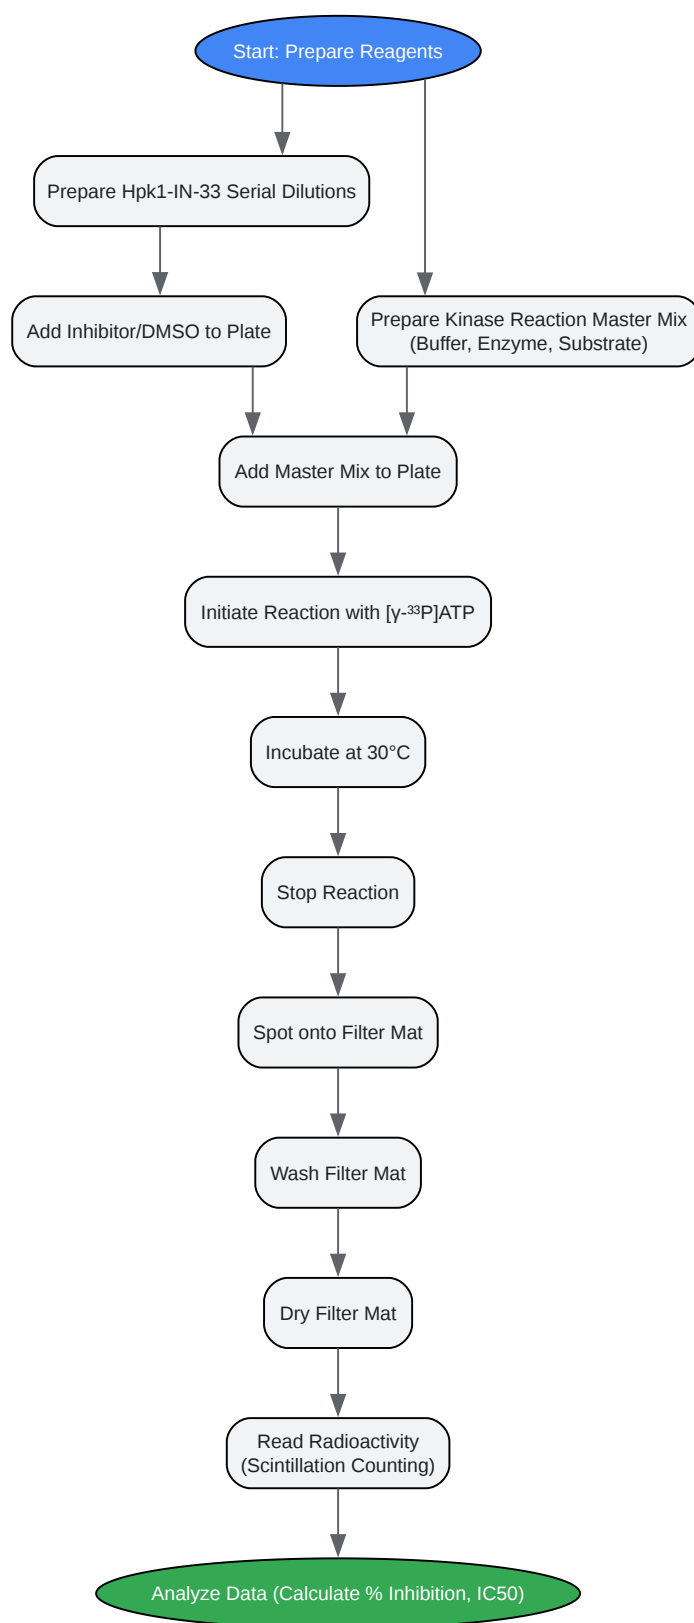 Start: Prepare Reagents
Prepare Hpk1-IN-33 Serial Dilutions
Add Inhibitor/DMSO to Plate
Prepare Kinase Reaction Master Mix
(Buffer, Enzyme, Substrate)
Add Master Mix to Plate
Initiate Reaction with [γ-³³P]ATP
Incubate at 30°C
Stop Reaction
Spot onto Filter Mat
Wash Filter Mat
Dry Filter Mat
Read Radioactivity
(Scintillation Counting)
Analyze Data (Calculate % Inhibition, IC50)